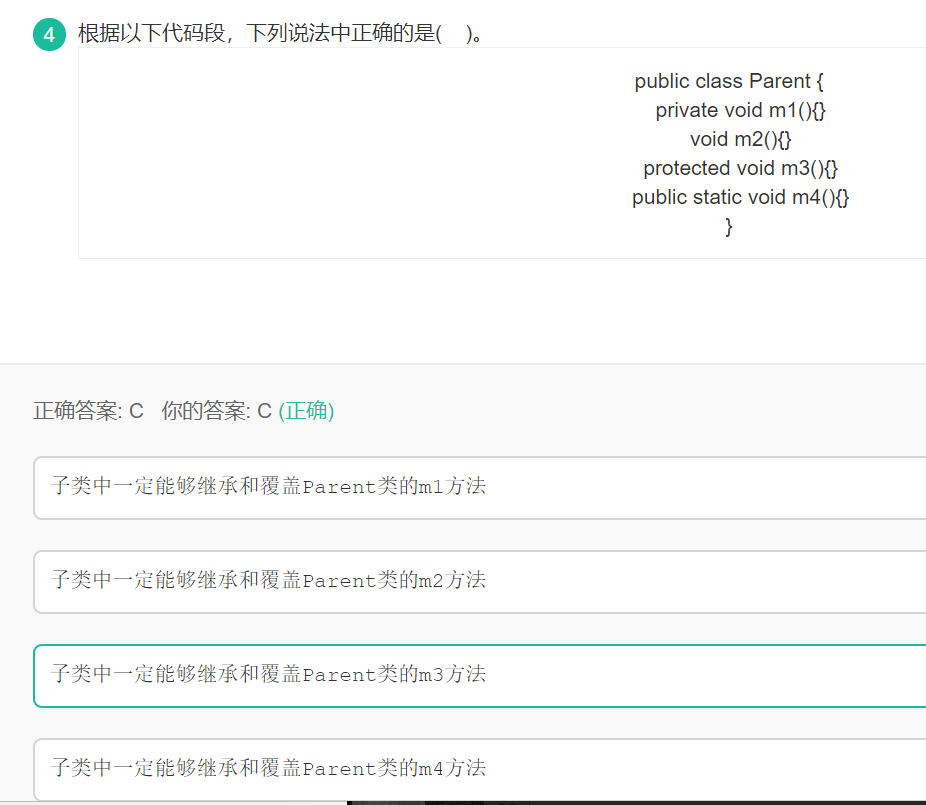 4 根据以下代码段，下列说法中正确的是(    )。
public class Parent {
private void m1(){}
void m2(){}
protected void m3(){}
public static void m4(){}
}
正确答案: C   你的答案: C (正确)
子类中一定能够继承和覆盖Parent类的m1方法
子类中一定能够继承和覆盖Parent类的m2方法
子类中一定能够继承和覆盖Parent类的m3方法
子类中一定能够继承和覆盖Parent类的m4方法